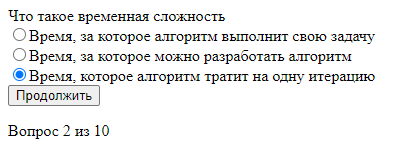 Что такое временная сложность
Время, за которое алгоритм выполнит свою задачу
Время, за которое можно разработать алгоритм
Время, которое алгоритм тратит на одну итерацию
Продолжить
Вопрос 2 из 10